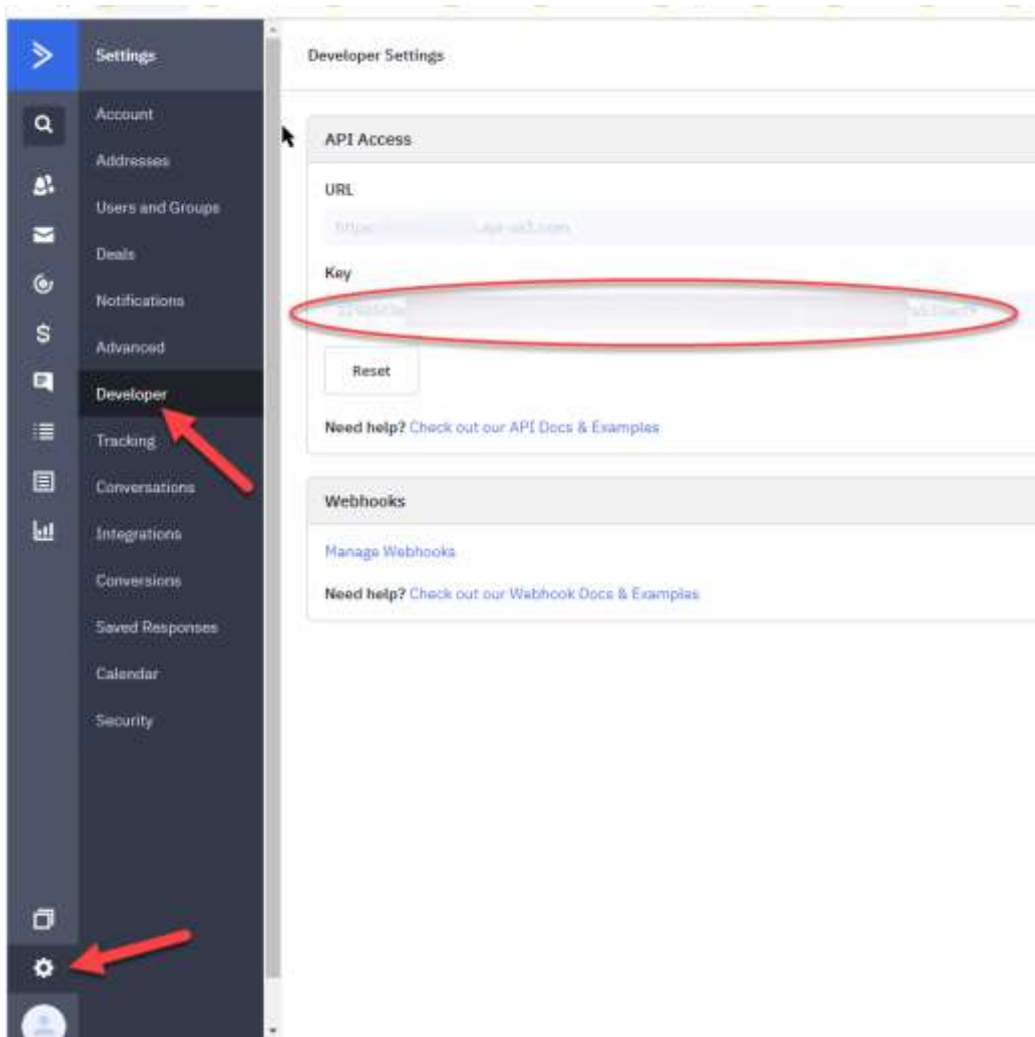 Settings
Account
Addresses
Users and Groups
Deals
Notifications
Advanced
Developer
Tracking
Conversations
Integrations
Conversions
Saved Responses
Calendar
Security
Developer Settings
API Access
URL
Key
Reset
Need help? Check out our API Docs & Examples
Webhooks
Manage Webhooks
Need help? Check out our Webhook Docs & Examples